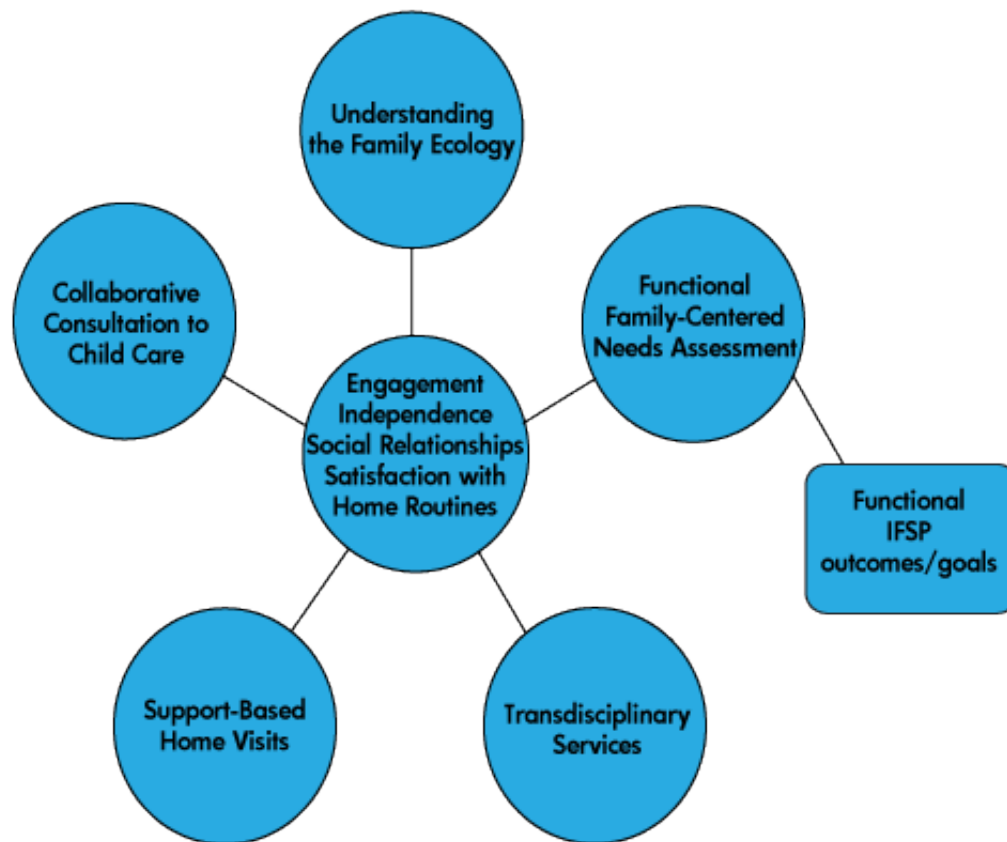 Understanding
the Family Ecology
Collaborative
Consultation to
Child Care
Functional
Family-Centered
Needs Assessment
Engagement
Independence
Social Relationships
Satisfaction with
Home Routines
Functional
IFSP
outcomes/goals
Support-Based
Home Visits
Transdisciplinary
Services